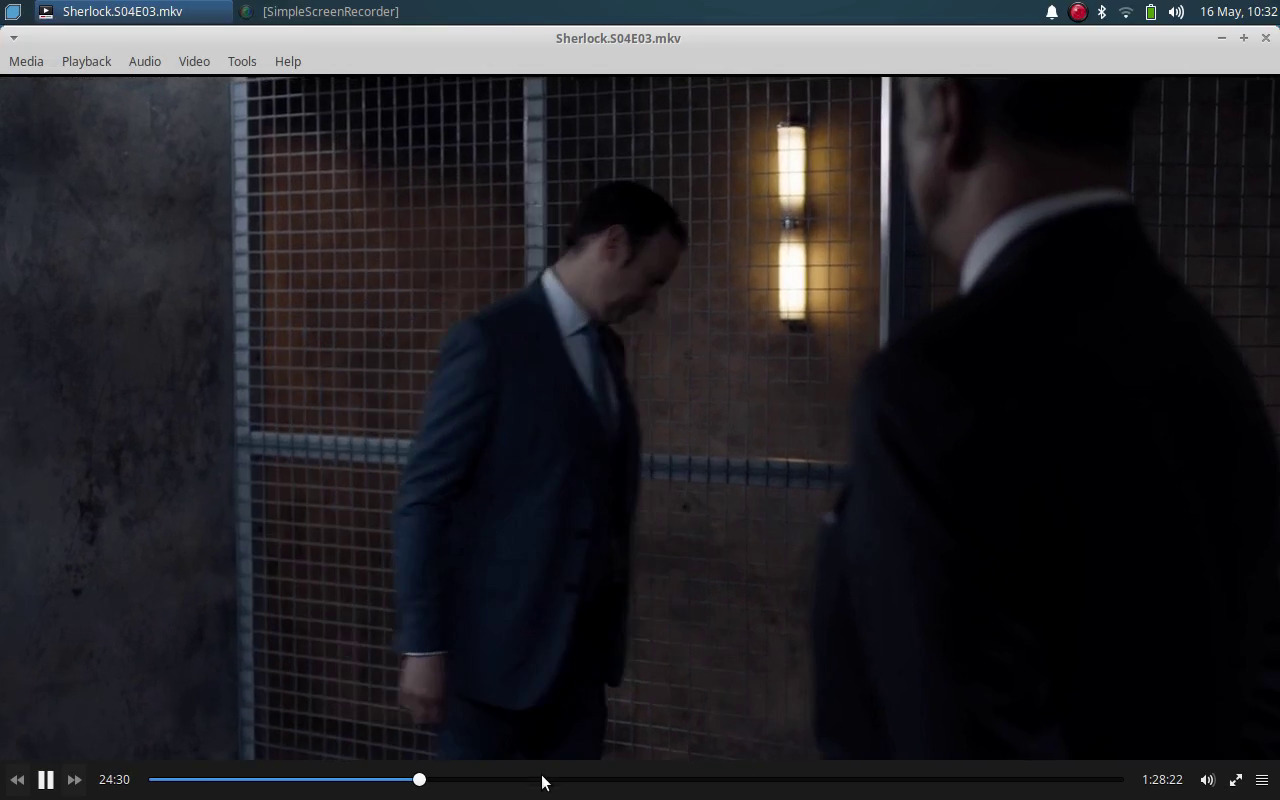 Sherlock.S04E03.mkv [SimpleScreenRecorder] 16 May, 10:32
Sherlock.S04E03.mkv
Media Playback Audio Video Tools Help
24:30 1:28:22